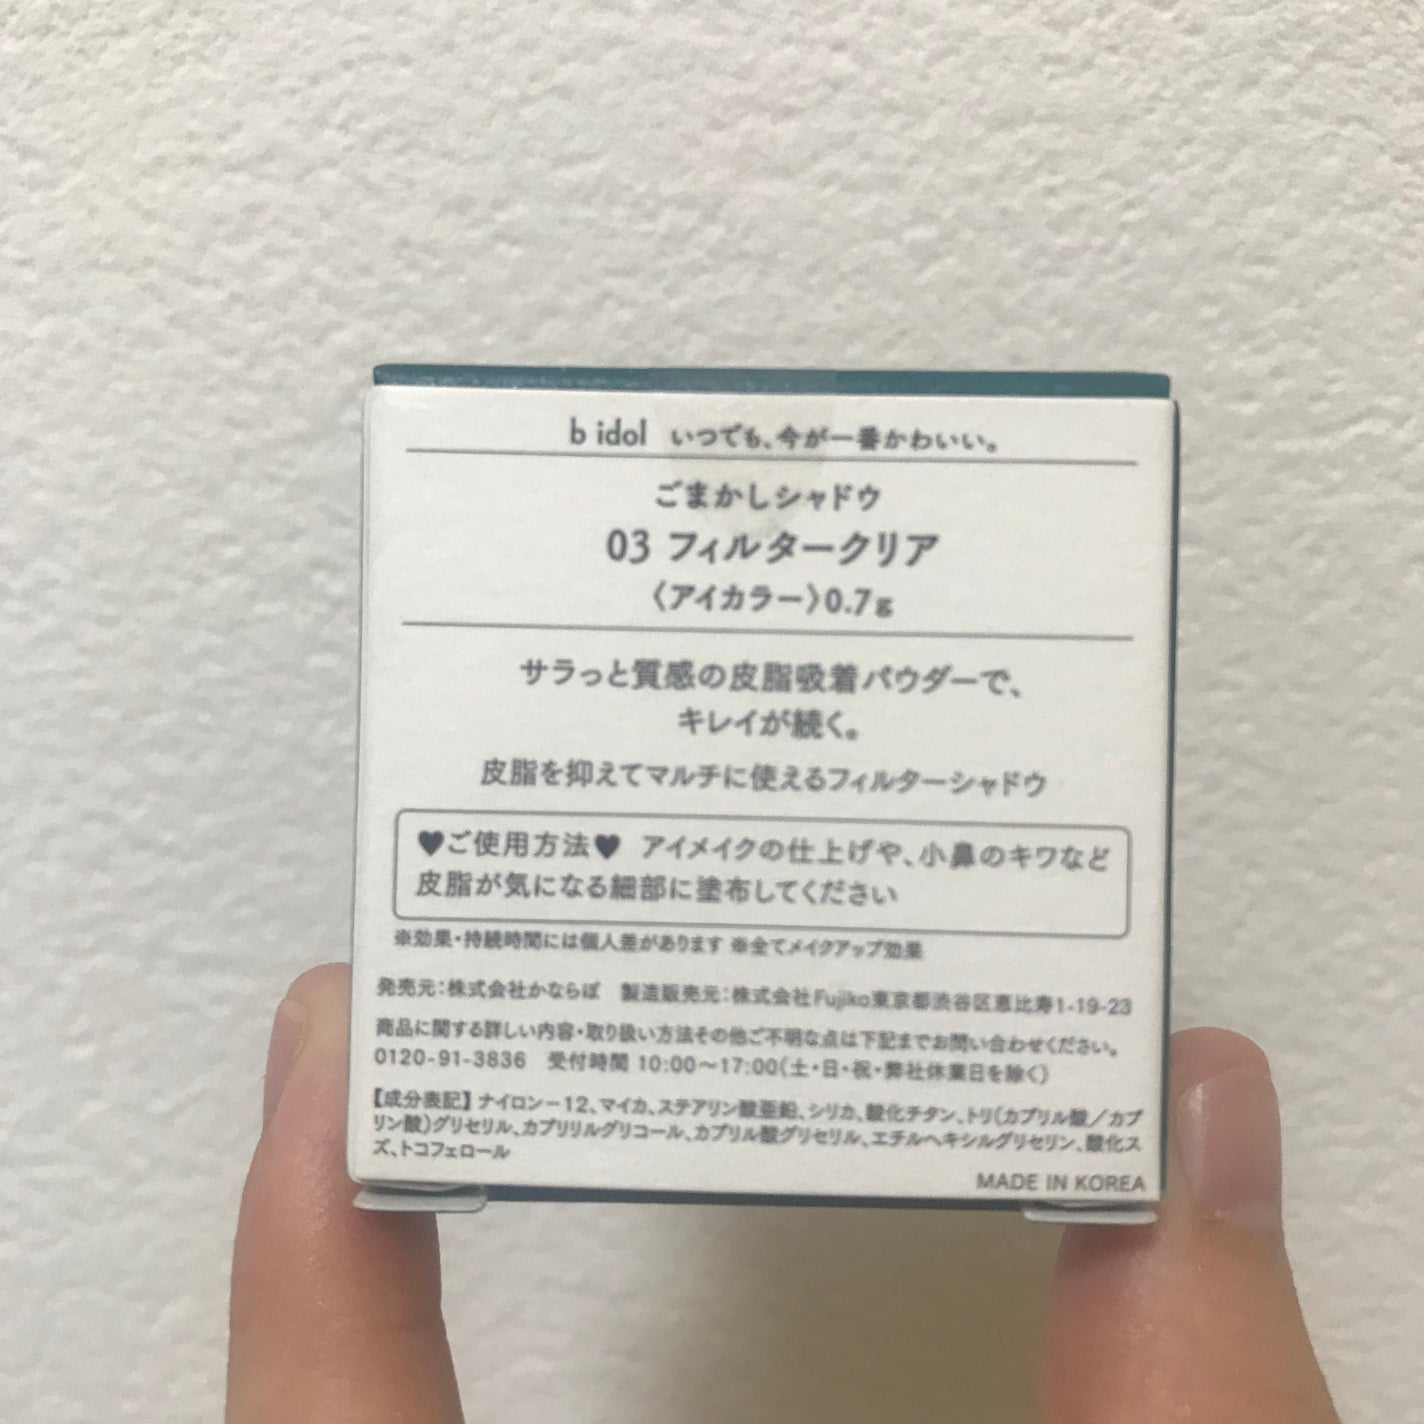 b idol いつでも、今が一番かわいい。
ごまかしシャドウ
03 フィルタークリア
〈アイカラー〉0.7g
サラっと質感の皮脂吸着パウダーで、
キレイが続く。
皮脂を抑えてマルチに使えるフィルターシャドウ
♥ご使用方法♥ アイメイクの仕上げや、小鼻のキワなど
皮脂が気になる細部に塗布してください
※効果・持続時間には個人差があります ※全てメイクアップ効果
発売元：株式会社かならぼ 製造販売元：株式会社Fujiko東京都渋谷区恵比寿1-19-23
商品に関する詳しい内容・取り扱い方法その他ご不明な点は下記までお問い合わせください。
0120-91-3836 受付時間 10:00～17:00（土・日・祝・弊社休業日を除く）
【成分表記】ナイロン－12、マイカ、ステアリン酸亜鉛、シリカ、酸化チタン、トリ（カプリル酸／カプ
リン酸）グリセリル、カプリリルグリコール、カプリル酸グリセリル、エチルヘキシルグリセリン、酸化ス
ズ、トコフェロール
MADE IN KOREA